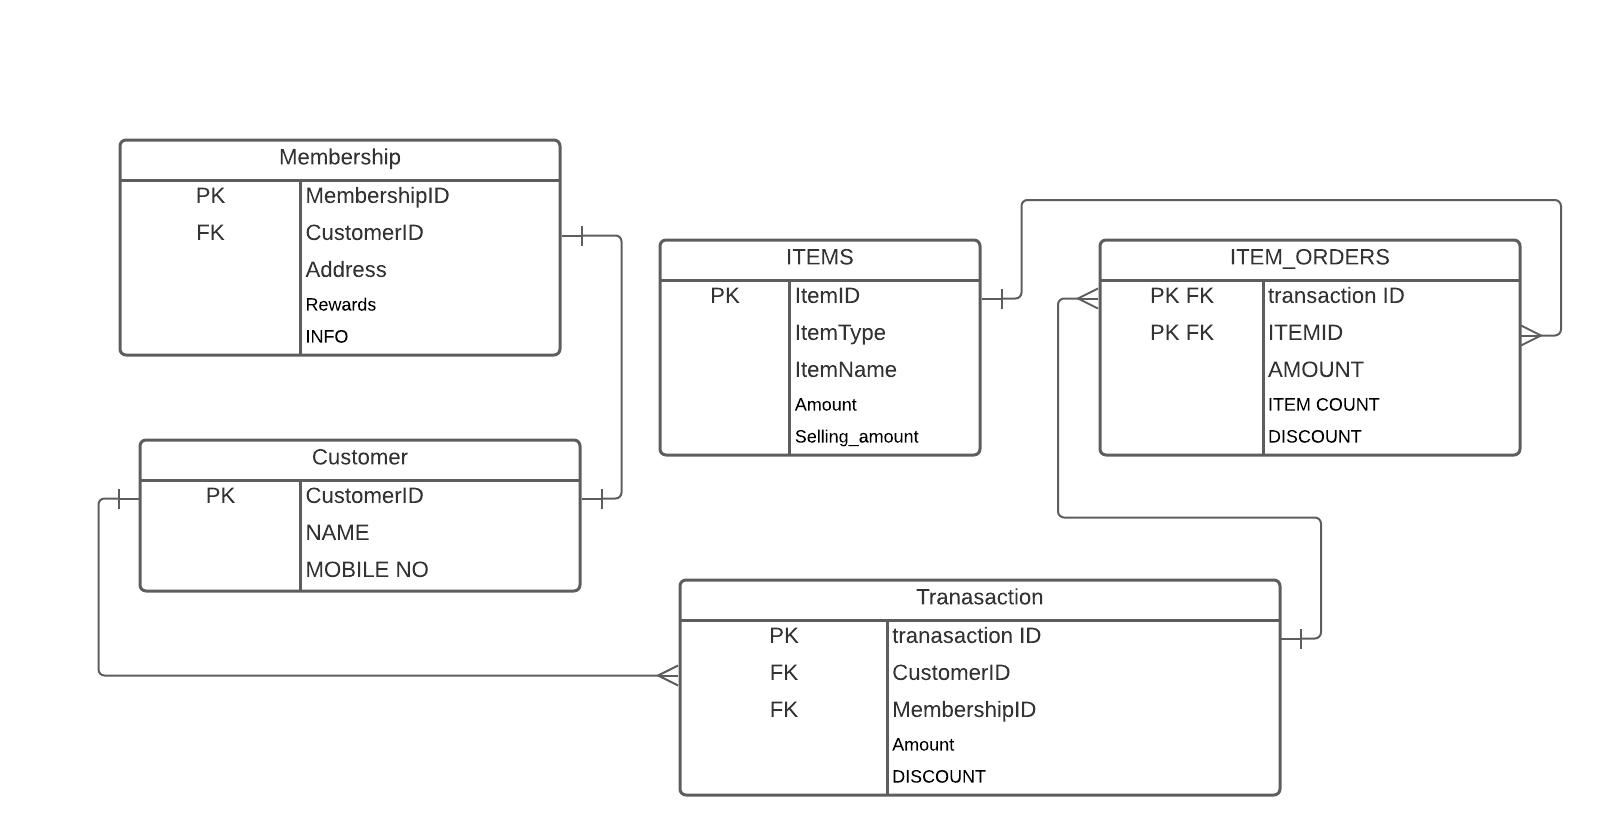 Membership
PK MembershipID
FK CustomerID
Address
Rewards
INFO
Customer
PK CustomerID
NAME
MOBILE NO
ITEMS
PK ItemID
ItemType
ItemName
Amount
Selling_amount
ITEM_ORDERS
PK FK transaction ID
PK FK ITEMID
AMOUNT
ITEM COUNT
DISCOUNT
Tranasaction
PK tranasaction ID
FK CustomerID
FK MembershipID
Amount
DISCOUNT